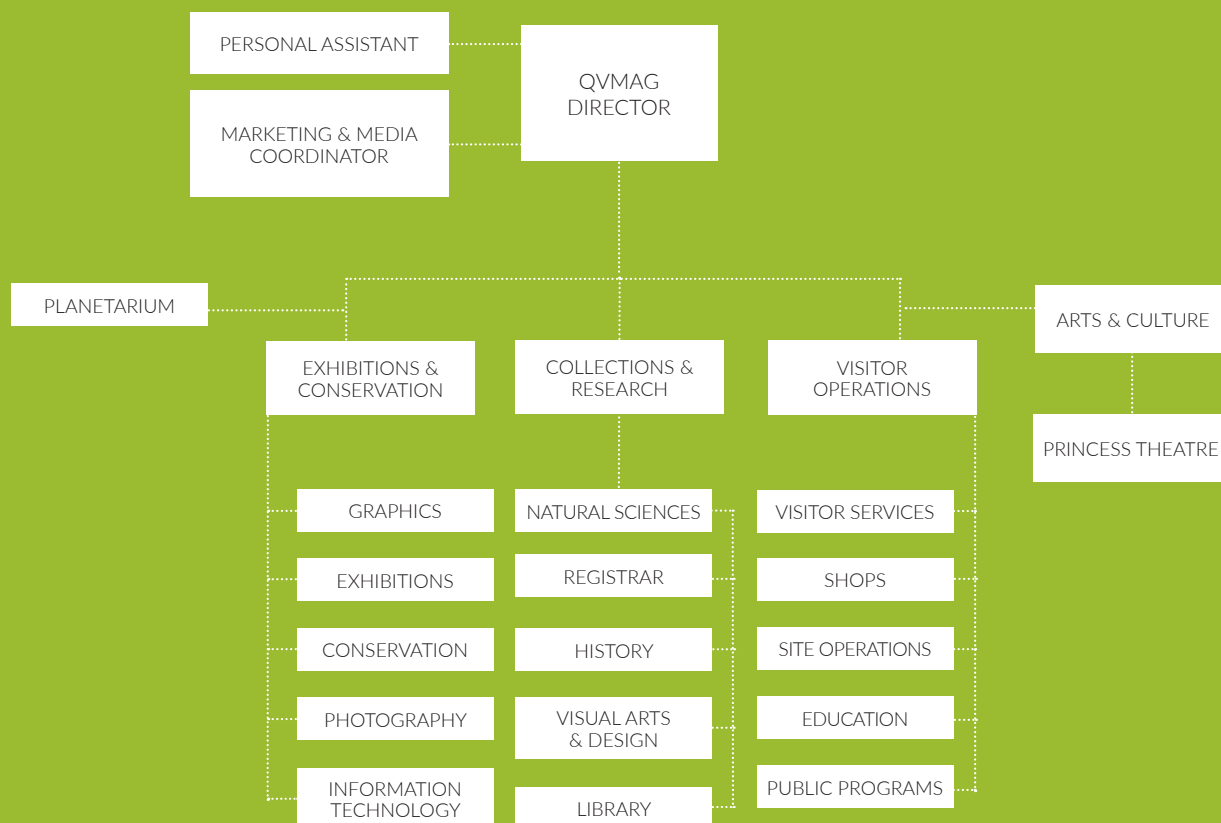 PERSONAL ASSISTANT
QVMAG
DIRECTOR
MARKETING & MEDIA
COORDINATOR
PLANETARIUM
ARTS & CULTURE
EXHIBITIONS &
CONSERVATION
COLLECTIONS &
RESEARCH
VISITOR
OPERATIONS
PRINCESS THEATRE
GRAPHICS
EXHIBITIONS
CONSERVATION
PHOTOGRAPHY
INFORMATION
TECHNOLOGY
NATURAL SCIENCES
REGISTRAR
HISTORY
VISUAL ARTS
& DESIGN
LIBRARY
VISITOR SERVICES
SHOPS
SITE OPERATIONS
EDUCATION
PUBLIC PROGRAMS